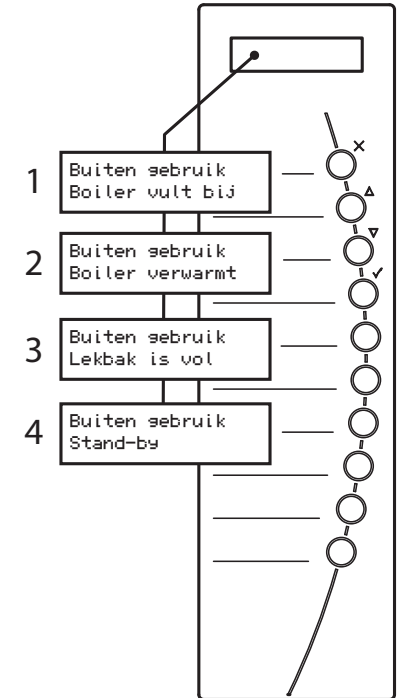 1
Buiten gebruik
Boiler vult bij
2
Buiten gebruik
Boiler verwarmt
3
Buiten gebruik
Lekbak is vol
4
Buiten gebruik
Stand-by